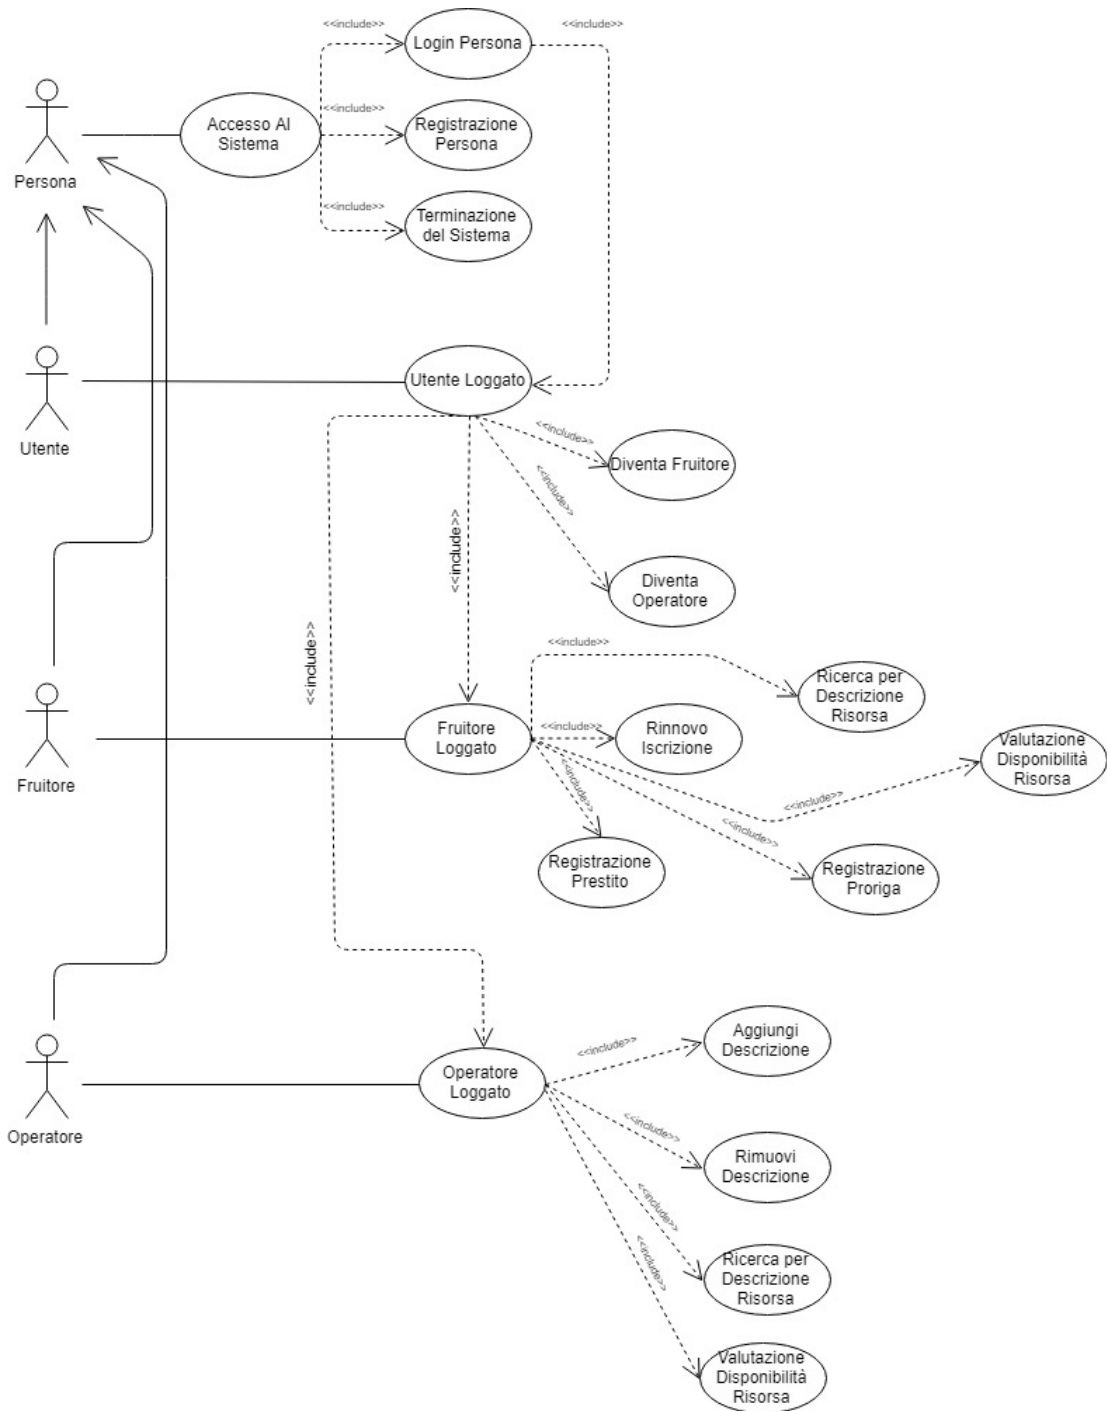 <<include>>
<<include>>
Login Persona
<<include>>
Accesso Al
Sistema
Registrazione
Persona
Persona
<<include>>
Terminazione
del Sistema
Utente Loggato
Utente
<<include>>
Diventa Fruitore
<<include>>
<<include>>
Diventa
Operatore
<<include>>
<<include>>
Ricerca per
Descrizione
Risorsa
Fruitore
Loggato
<<include>>
Rinnovo
Iscrizione
Valutazione
Disponibilità
Risorsa
Fruitore
<<include>>
<<include>>
<<include>>
Registrazione
Prestito
Registrazione
Proriga
Aggiungi
Descrizione
<<include>>
Operatore
Loggato
Operatore
<<include>>
Rimuovi
Descrizione
<<include>>
<<include>>
Ricerca per
Descrizione
Risorsa
Valutazione
Disponibilità
Risorsa